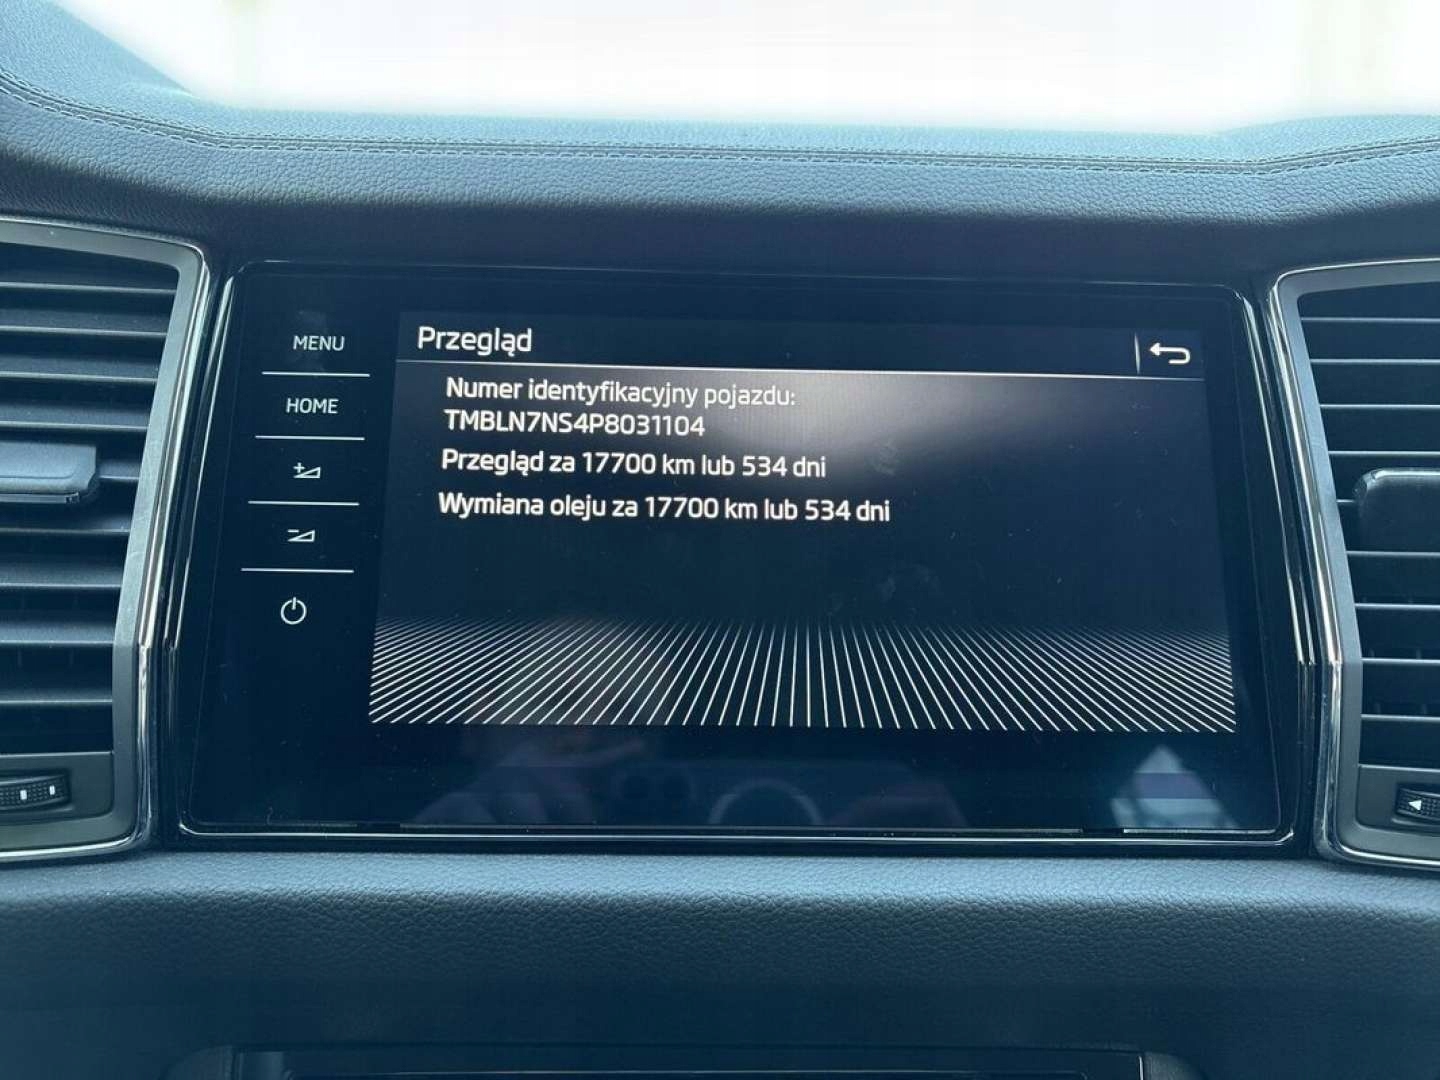 MENU
HOME
Przegląd
Numer identyfikacyjny pojazdu:
TMBLN7NS4P8031104
Przegląd za 17700 km lub 534 dni
Wymiana oleju za 17700 km lub 534 dni